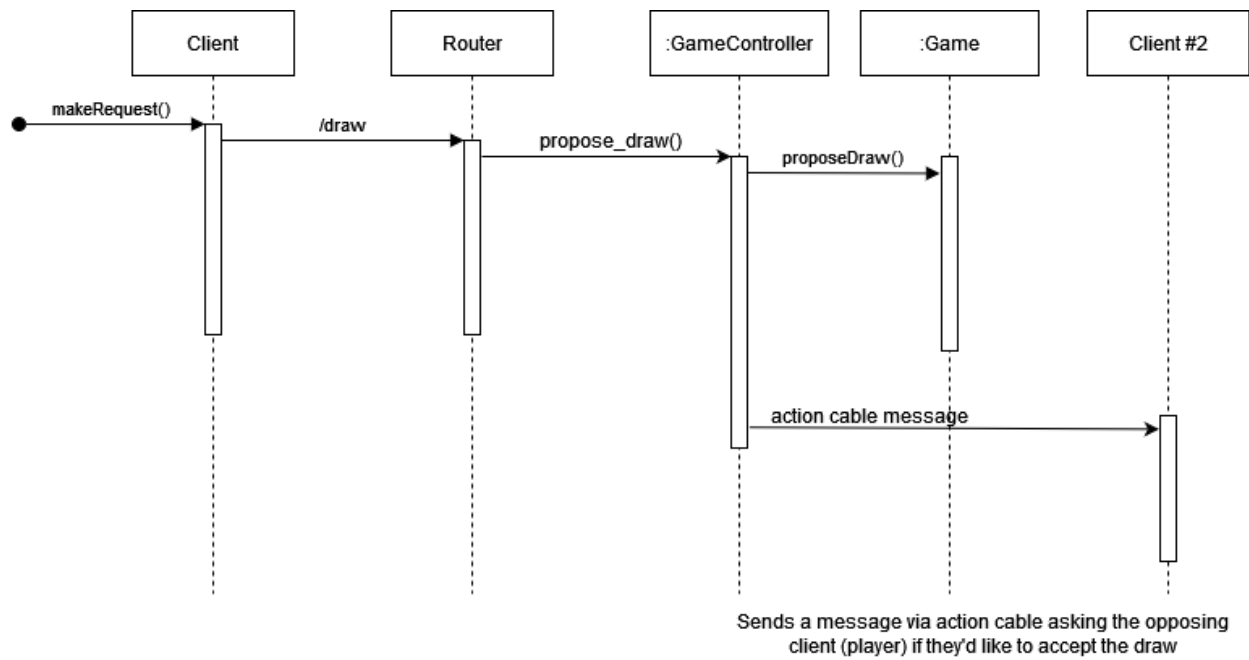 Client
Router
:GameController
:Game
Client #2
makeRequest()
/draw
propose_draw()
proposeDraw()
action cable message
Sends a message via action cable asking the opposing
client (player) if they'd like to accept the draw